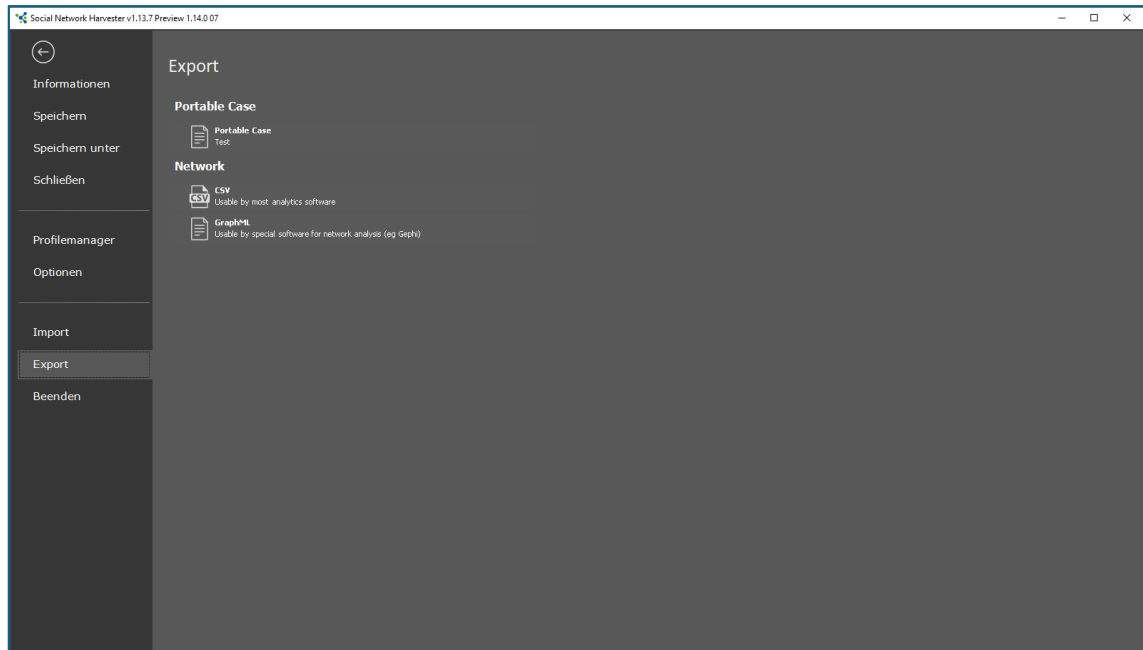 Social Network Harvester v1.13.7 Preview 1.14.0 07
Informationen
Speichern
Speichern unter
Schließen
Profilemanager
Optionen
Import
Export
Beenden
Export
Portable Case
Portable Case
Test
Network
CSV
CSV
Usable by most analytics software
GraphML
Usable by special software for network analysis (eg Gephi)